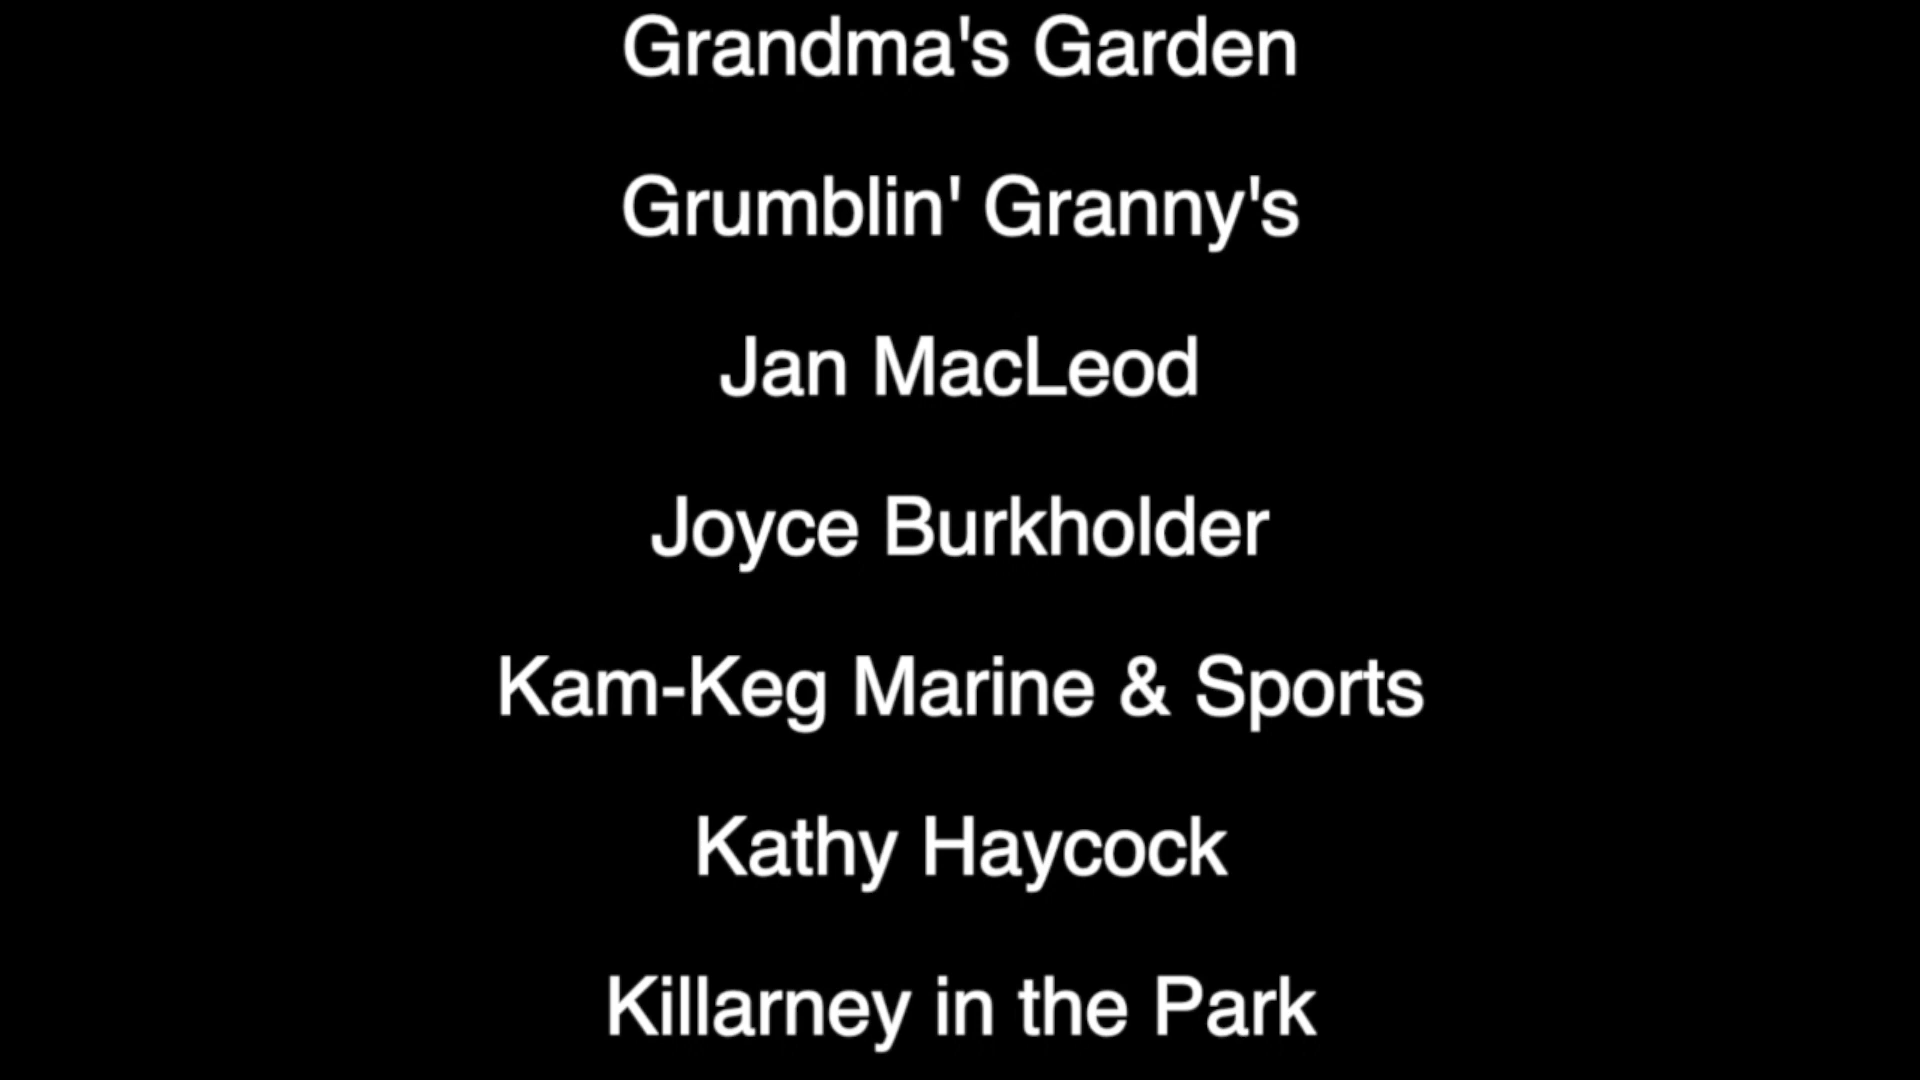 Grandma's Garden
Grumblin' Granny's
Jan MacLeod
Joyce Burkholder
Kam-Keg Marine & Sports
Kathy Haycock
Killarney in the Park